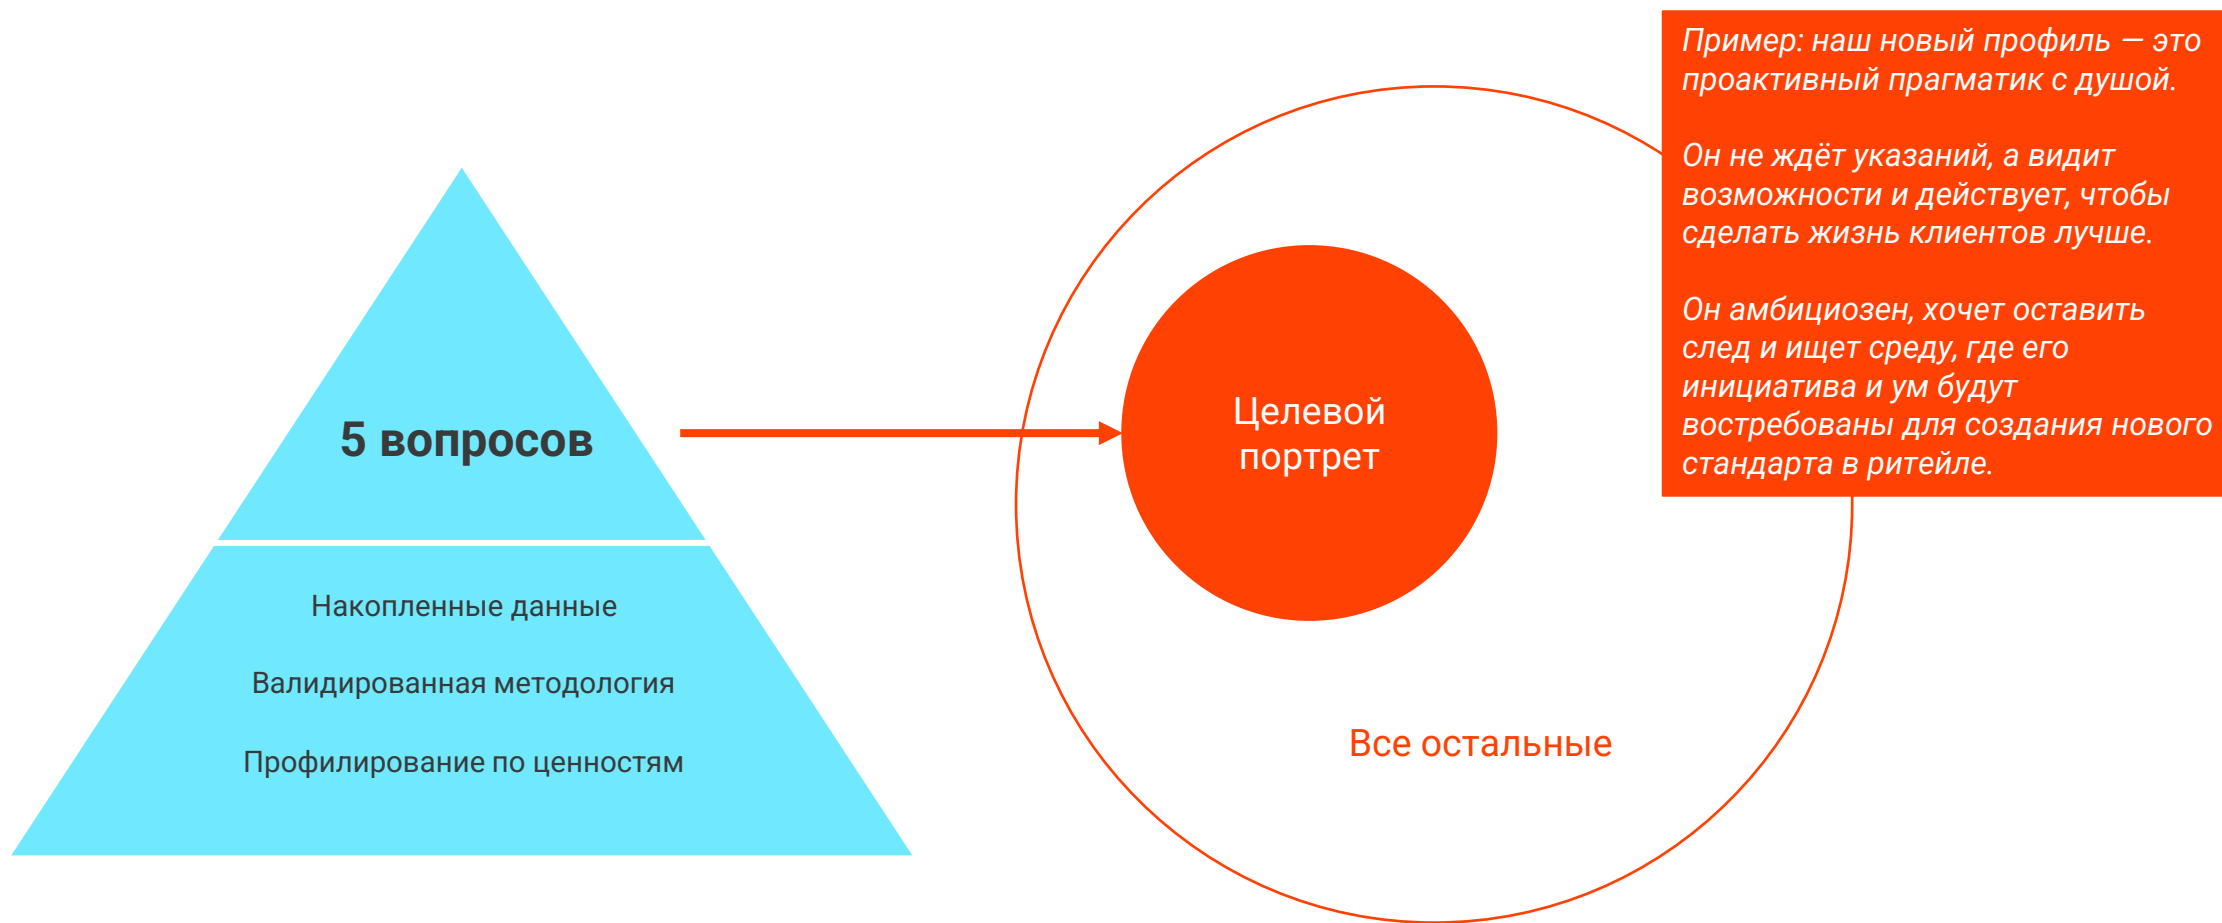 5 вопросов
Накопленные данные
Валидированная методология
Профилирование по ценностям
Целевой
портрет
Все остальные
Пример: наш новый профиль — это
проактивный прагматик с душой.
Он не ждёт указаний, а видит
возможности и действует, чтобы
сделать жизнь клиентов лучше.
Он амбициозен, хочет оставить
след и ищет среду, где его
инициатива и ум будут
востребованы для создания нового
стандарта в ритейле.